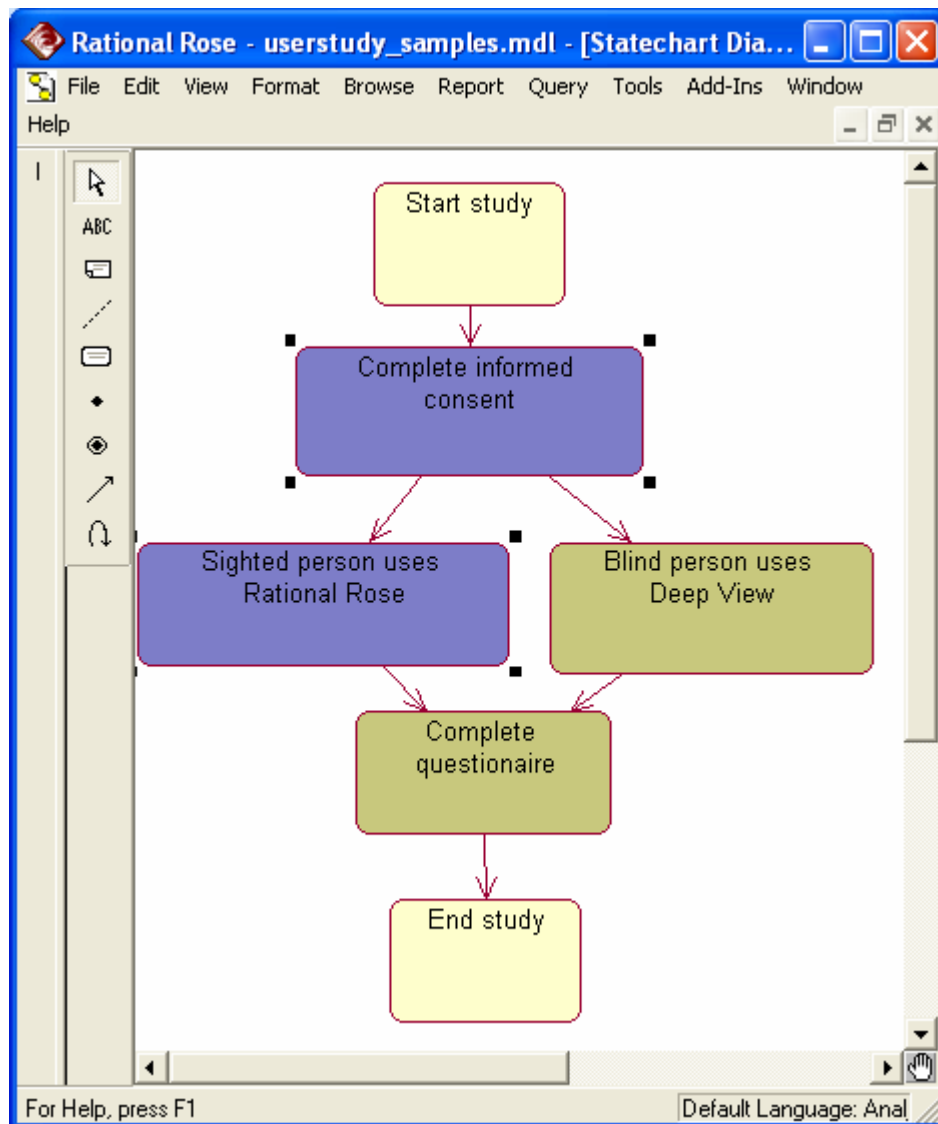 Rational Rose - userstudy_samples.mdl - [Statechart Dia...
File Edit View Format Browse Report Query Tools Add-Ins Window
Help
ABC
Start study
Complete informed
consent
Sighted person uses
Rational Rose
Blind person uses
Deep View
Complete
questionaire
End study
For Help, press F1
Default Language: Anal